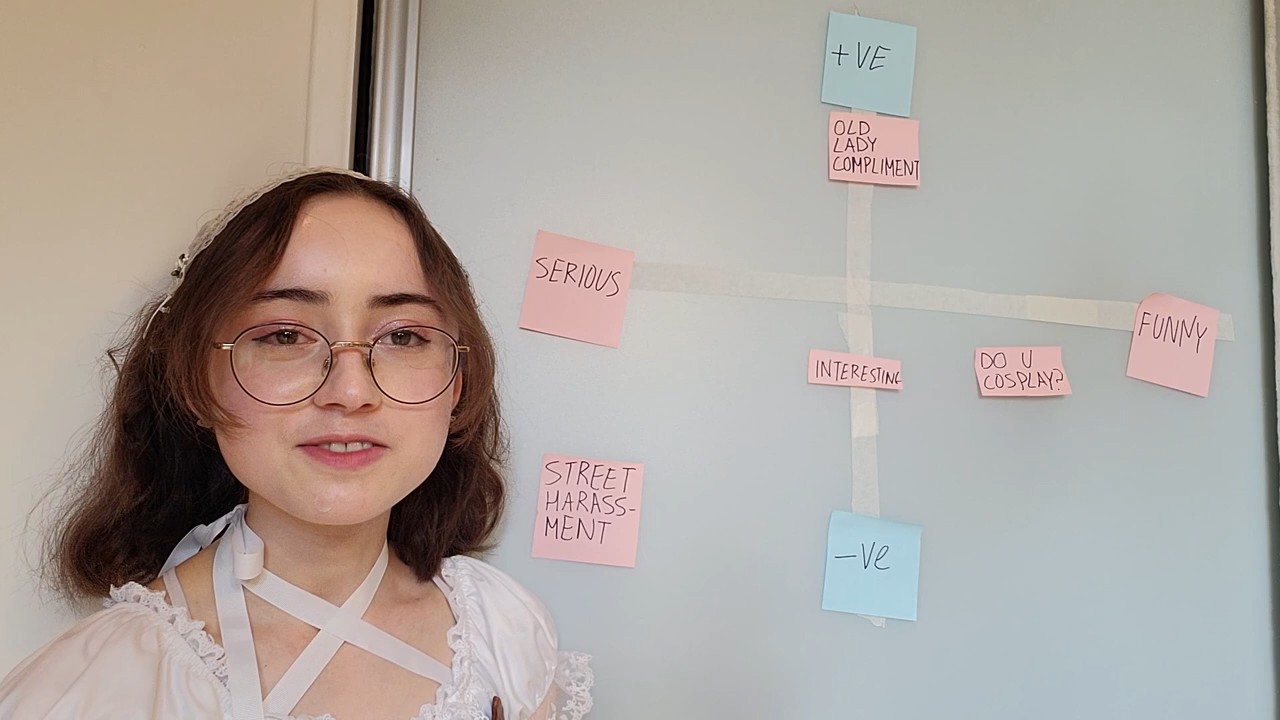 +VE
OLD
LADY
COMPLIMENT
SERIOUS
FUNNY
INTERESTING
DO U
COSPLAY?
STREET
HARASS-
MENT
-Ve